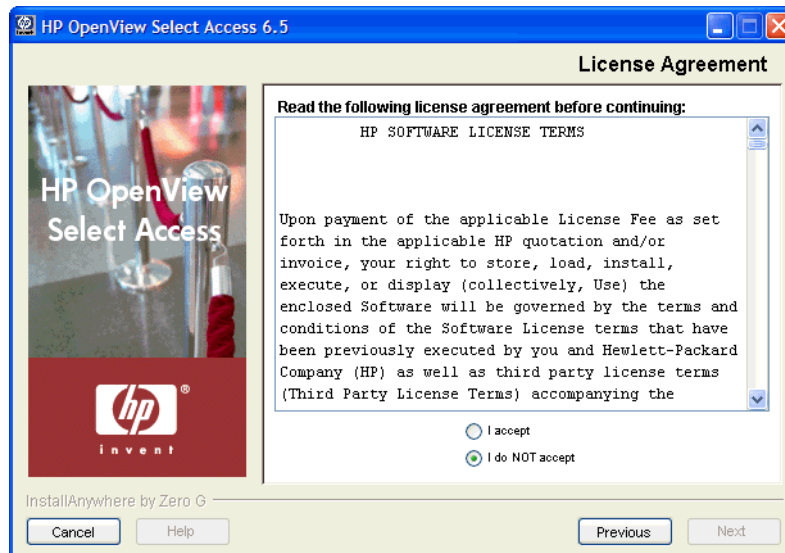 HP OpenView Select Access 6.5
License Agreement
HP OpenView
Select Access
hp
®
invent
Read the following license agreement before continuing:
HP SOFTWARE LICENSE TERMS
Upon payment of the applicable License Fee as set
forth in the applicable HP quotation and/or
invoice, your right to store, load, install,
execute, or display (collectively, Use) the
enclosed Software will be governed by the terms and
conditions of the Software License terms that have
been previously executed by you and Hewlett-Packard
Company (HP) as well as third party license terms
(Third Party License Terms) accompanying the
I accept
I do NOT accept
InstallAnywhere by Zero G
Cancel
Help
Previous
Next